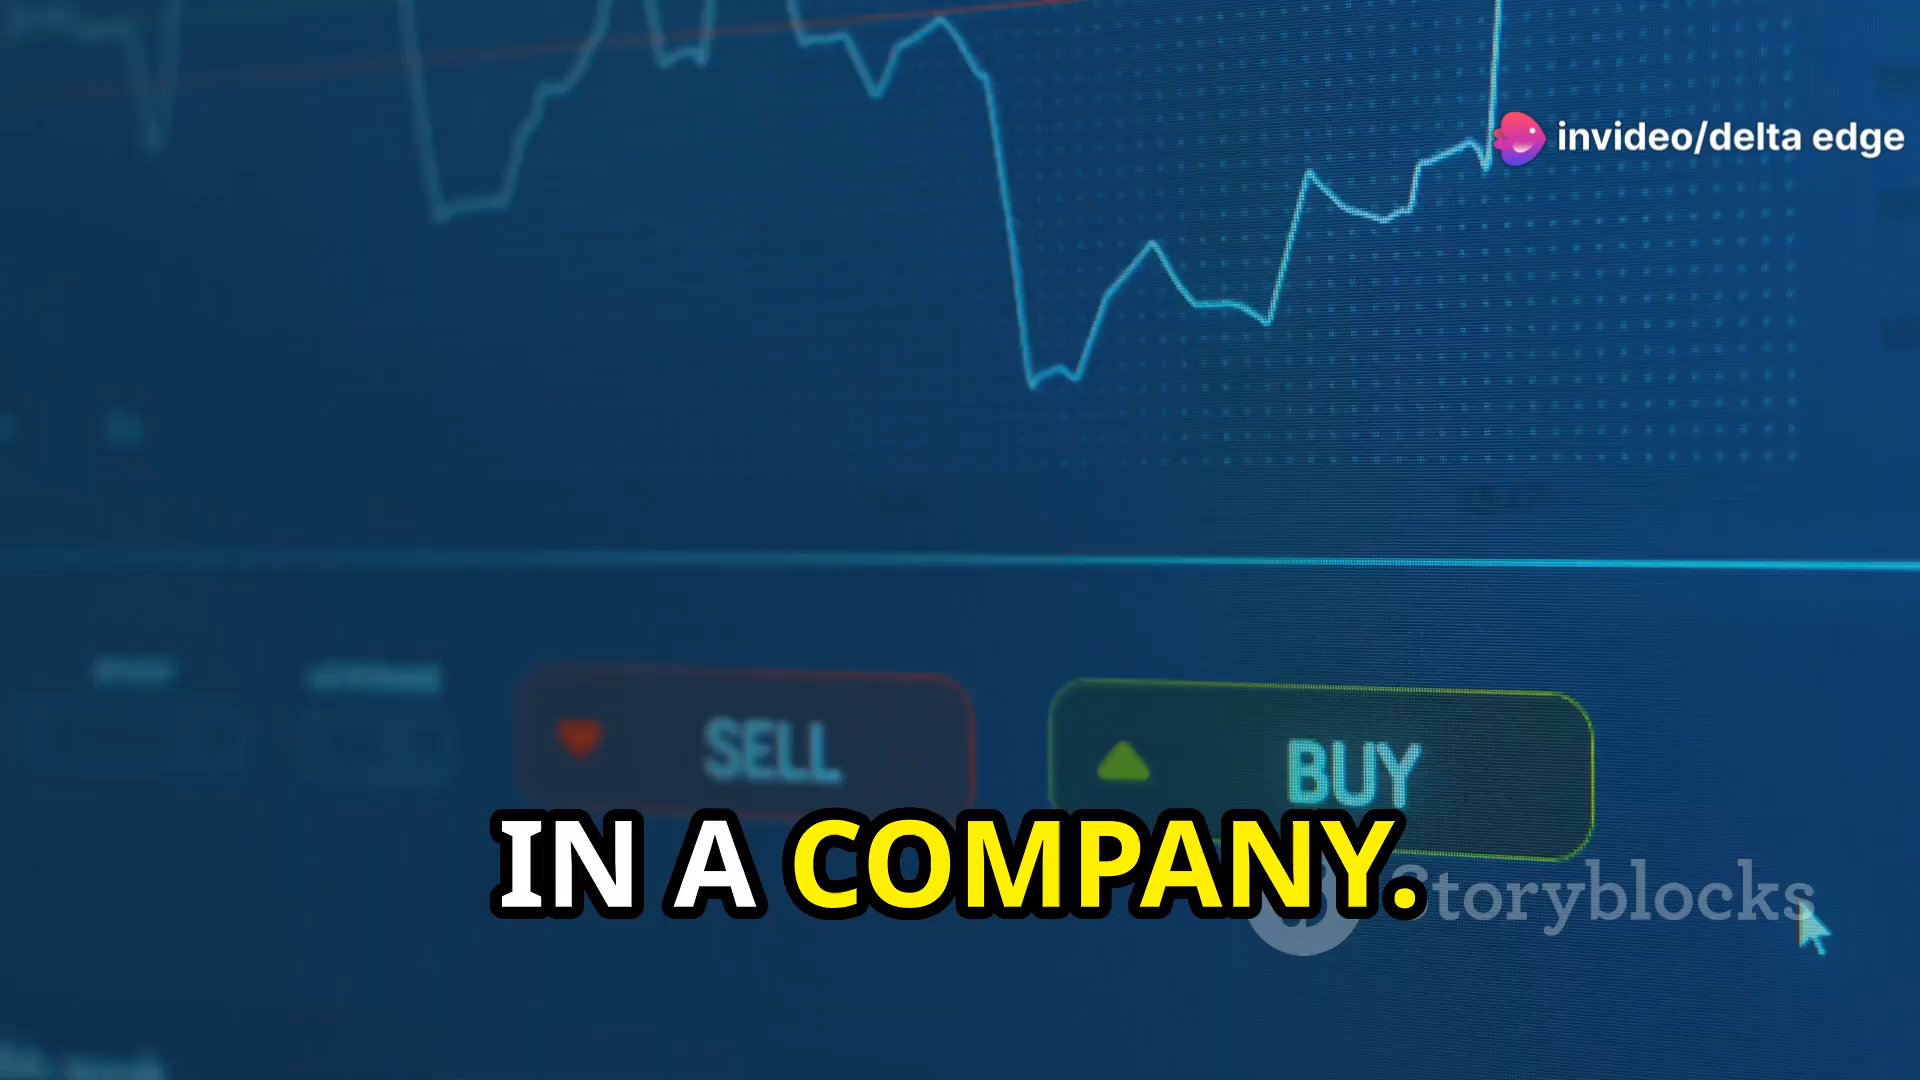 invideo/delta edge
SELL
BUY
IN A COMPANY.
Storyblocks